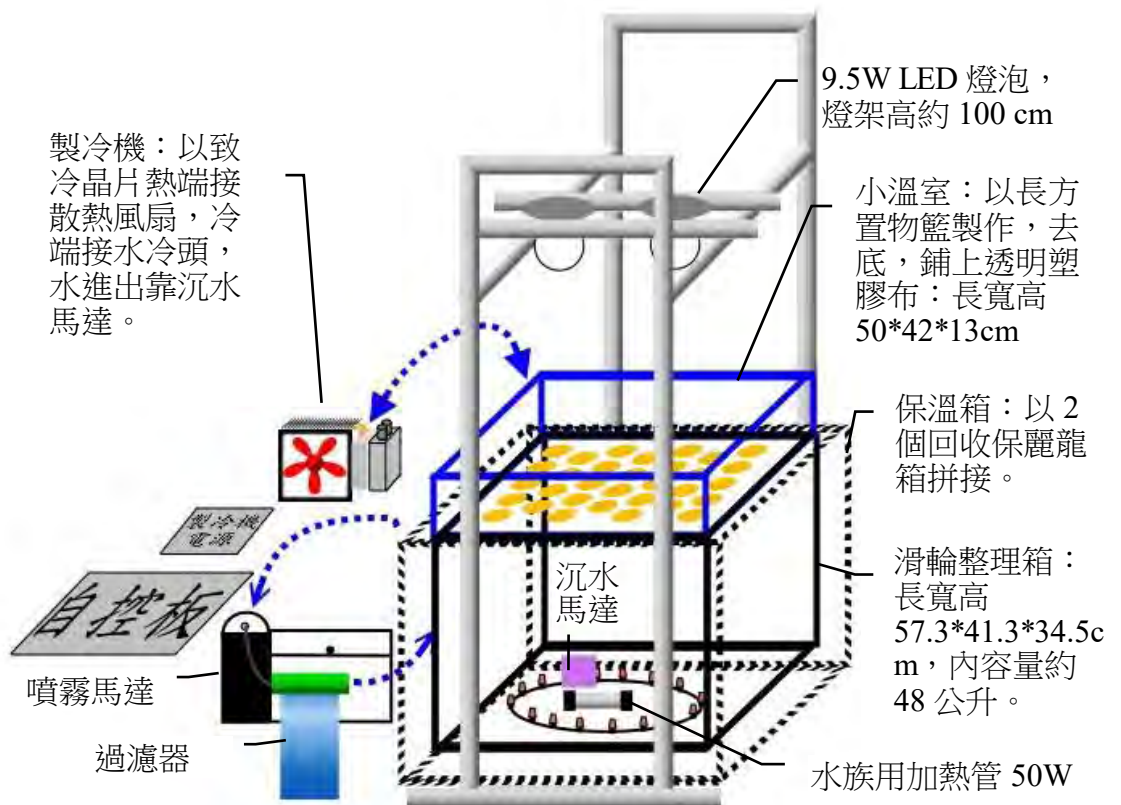 9.5W LED 燈泡，
燈架高約 100 cm
製冷機：以致
冷晶片熱端接
散熱風扇，冷
端接水冷頭，
水進出靠沉水
馬達。
小溫室：以長方
置物籃製作，去
底，鋪上透明塑
膠布：長寬高
50*42*13cm
保溫箱：以 2
個回收保麗龍
箱拼接。
製冷機
電源
自控板
沉水
馬達
滑輪整理箱：
長寬高
57.3*41.3*34.5c
m，內容量約
48 公升。
噴霧馬達
過濾器
水族用加熱管 50W